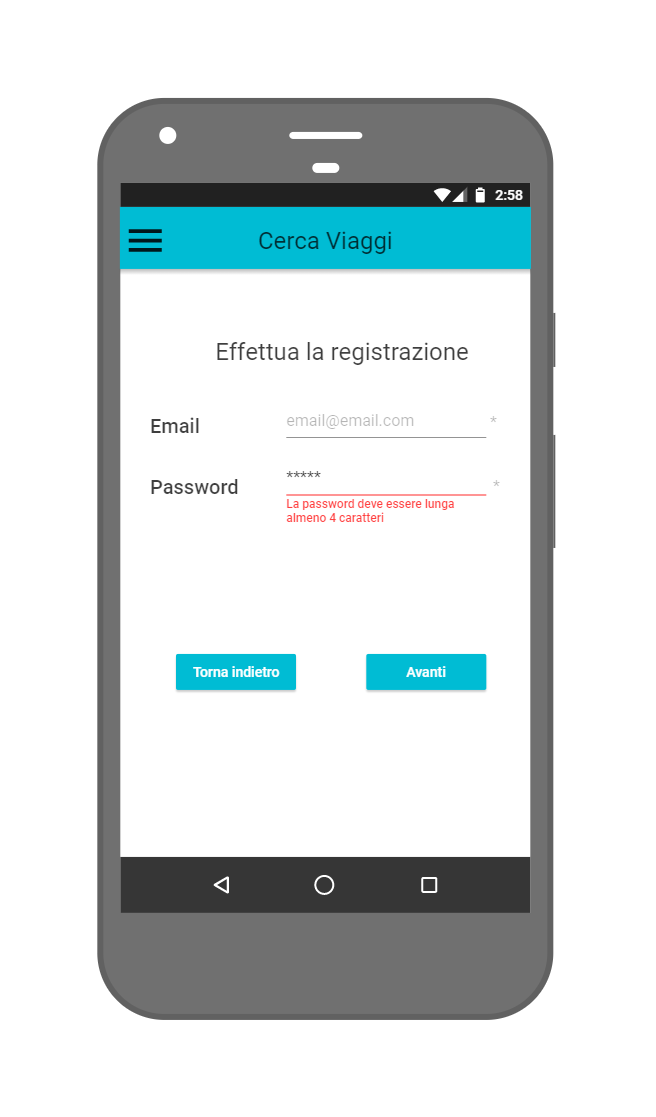 2:58
Cerca Viaggi
Effettua la registrazione
Email email@email.com *
Password ***** *
La password deve essere lunga
almeno 4 caratteri
Torna indietro Avanti